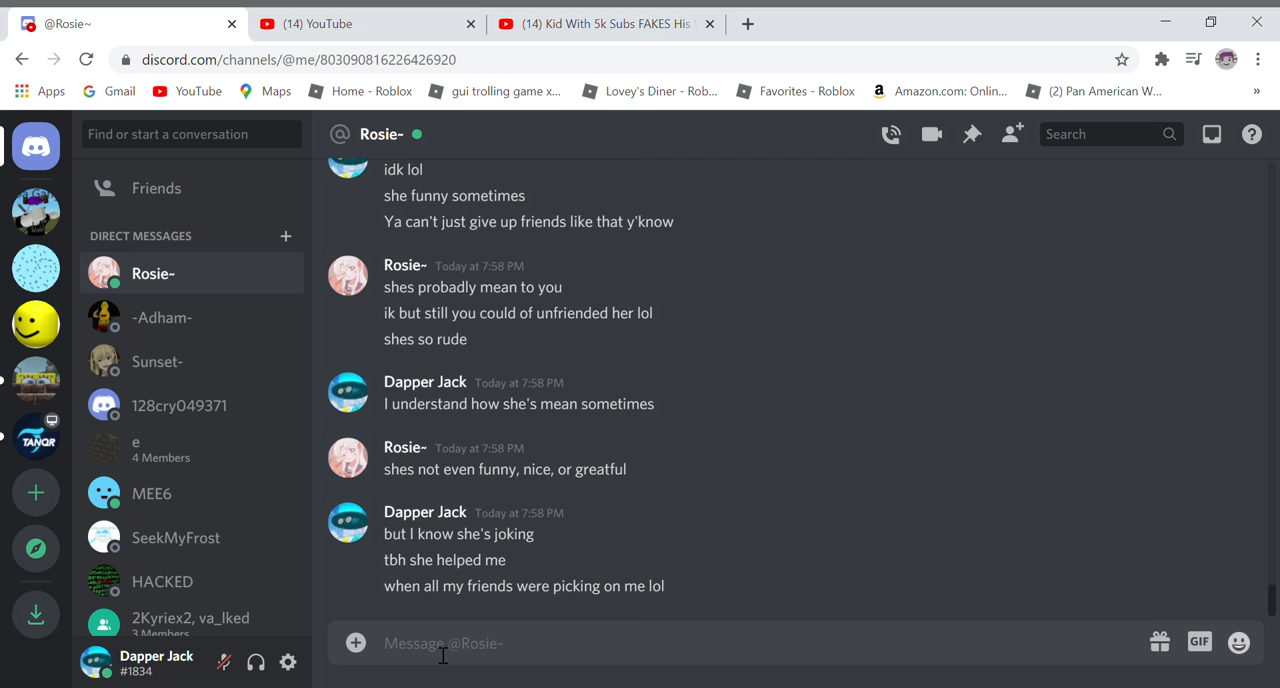 @Rosie~
(14) YouTube
(14) Kid With 5k Subs FAKES His
discord.com/channels/@me/803090816226426920
Apps
Gmail
YouTube
Maps
Home - Roblox
gui trolling game x...
Lovey's Diner - Rob...
Favorites - Roblox
Amazon.com: Onlin...
(2) Pan American W...
»
Find or start a conversation
@ Rosie~
Search
Friends
DIRECT MESSAGES
Rosie~
-Adham-
Sunset-
128cry049371
e
4 Members
MEE6
SeekMyFrost
HACKED
2Kyriex2, va_lked
3 Members
TANQR
Dapper Jack
#1834
idk lol
she funny sometimes
Ya can't just give up friends like that y'know
Rosie~ Today at 7:58 PM
shes probadly mean to you
ik but still you could of unfriended her lol
shes so rude
Dapper Jack Today at 7:58 PM
I understand how she's mean sometimes
Rosie~ Today at 7:58 PM
shes not even funny, nice, or greatful
Dapper Jack Today at 7:58 PM
but I know she's joking
tbh she helped me
when all my friends were picking on me lol
Message @Rosie~
GIF